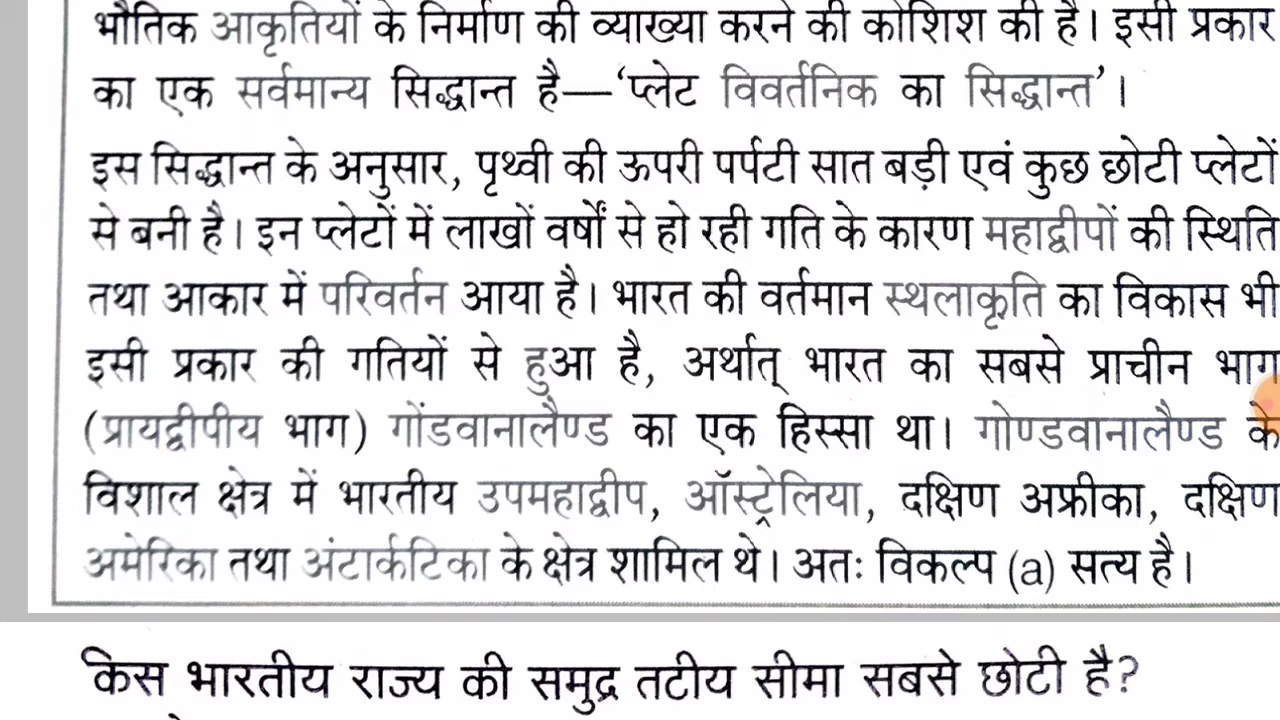 भौतिक आकृतियों के निर्माण की व्याख्या करने की कोशिश की है। इसी प्रकार
का एक सर्वमान्य सिद्धान्त है—‘प्लेट विवर्तनिक का सिद्धान्त’।
इस सिद्धान्त के अनुसार, पृथ्वी की ऊपरी पर्पटी सात बड़ी एवं कुछ छोटी प्लेटों
से बनी है। इन प्लेटों में लाखों वर्षों से हो रही गति के कारण महाद्वीपों की स्थिति
तथा आकार में परिवर्तन आया है। भारत की वर्तमान स्थलाकृति का विकास भी
इसी प्रकार की गतियों से हुआ है, अर्थात् भारत का सबसे प्राचीन भाग
(प्रायद्वीपीय भाग) गोंडवानालैण्ड का एक हिस्सा था। गोण्डवानालैण्ड के
विशाल क्षेत्र में भारतीय उपमहाद्वीप, ऑस्ट्रेलिया, दक्षिण अफ्रीका, दक्षिण
अमेरिका तथा अंटार्कटिका के क्षेत्र शामिल थे। अतः विकल्प (a) सत्य है।
किस भारतीय राज्य की समुद्र तटीय सीमा सबसे छोटी है?